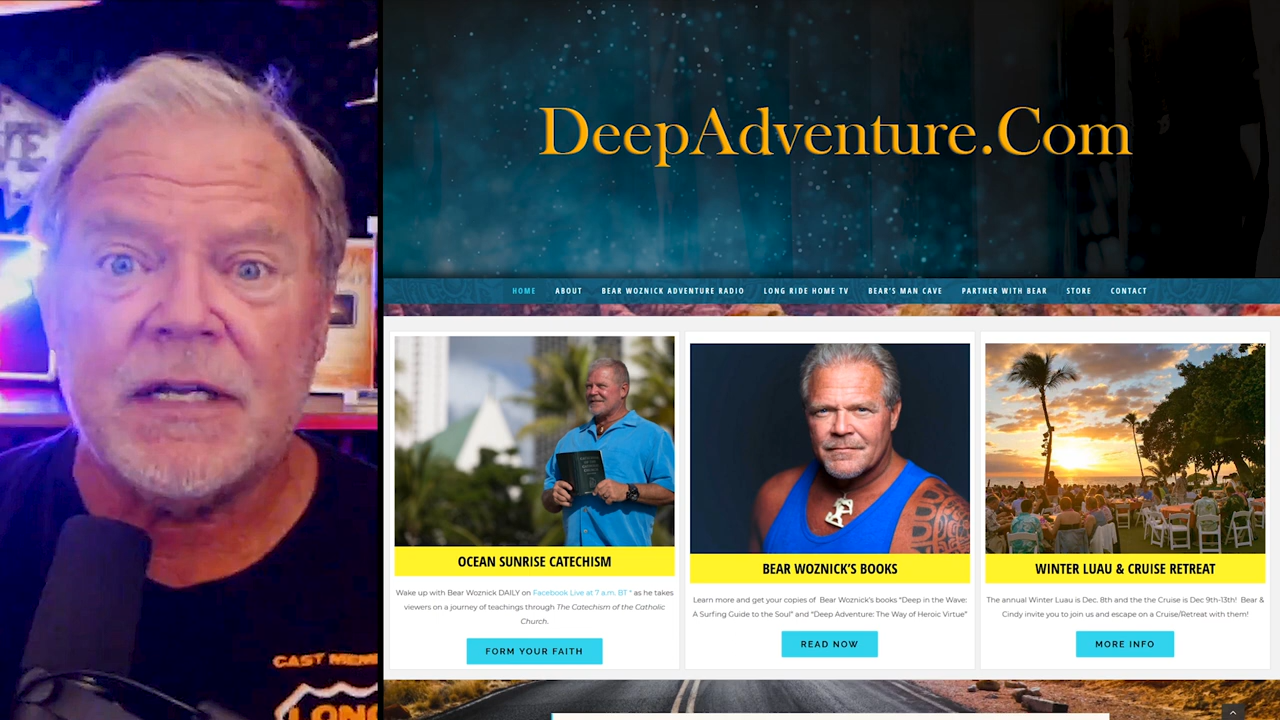 DeepAdventure.Com
HOME ABOUT BEAR WOZNICK ADVENTURE RADIO LONG RIDE HOME TV BEAR'S MAN CAVE PARTNER WITH BEAR STORE CONTACT
OCEAN SUNRISE CATECHISM
Wake up with Bear Woznick DAILY on Facebook Live at 7 a.m. BT * as he takes
viewers on a journey of teachings through The Catechism of the Catholic
Church.
FORM YOUR FAITH
BEAR WOZNICK'S BOOKS
Learn more and get your copies of Bear Woznick's books "Deep in the Wave:
A Surfing Guide to the Soul" and "Deep Adventure: The Way of Heroic Virtue"
READ NOW
WINTER LUAU & CRUISE RETREAT
The annual Winter Luau is Dec. 8th and the the Cruise is Dec 9th-13th! Bear &
Cindy invite you to join us and escape on a Cruise/Retreat with them!
MORE INFO
CAST MEM
LONG